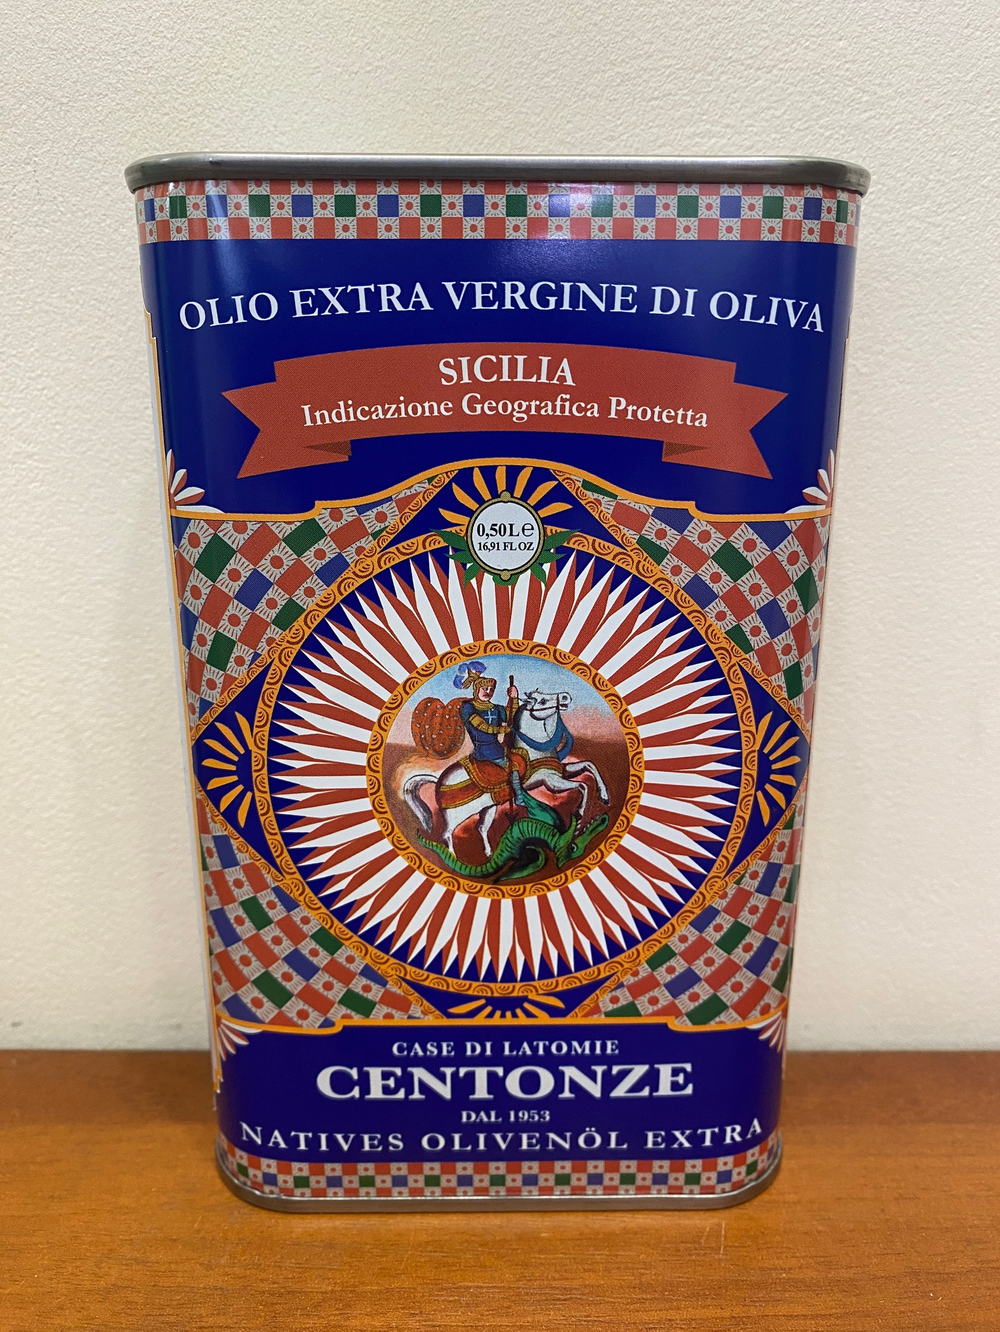 OLIO EXTRA VERGINE DI OLIVA
SICILIA
Indicazione Geografica Protetta
0,50L℮
16,91 FL OZ
CASE DI LATOMIE
CENTONZE
DAL 1953
NATIVES OLIVENÖL EXTRA